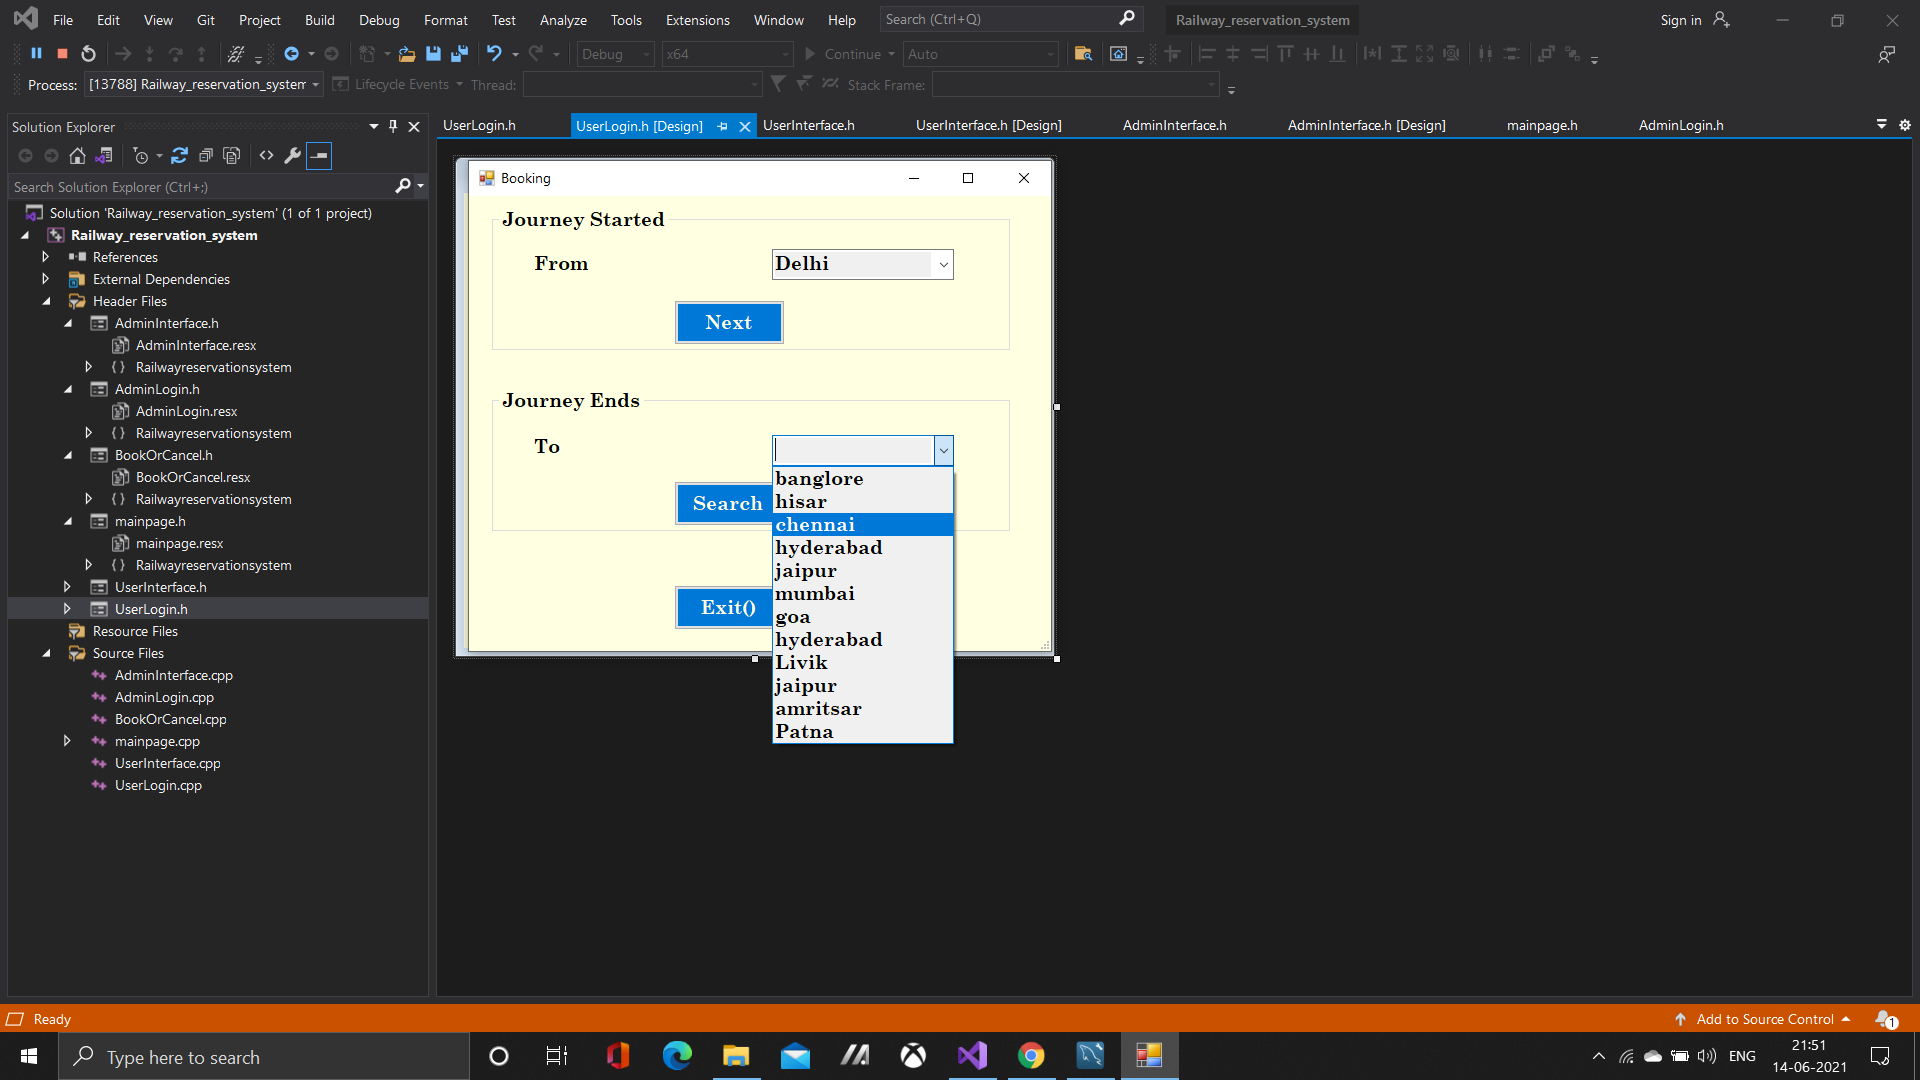 File Edit View Git Project Build Debug Format Test Analyze Tools Extensions Window Help Search (Ctrl+Q) Railway_reservation_system Sign in
Debug x64 Continue Auto
Process: [13788] Railway_reservation_system Lifecycle Events Thread: Stack Frame:
Solution Explorer
UserLogin.h UserLogin.h [Design] UserInterface.h UserInterface.h [Design] AdminInterface.h AdminInterface.h [Design] mainpage.h AdminLogin.h
Search Solution Explorer (Ctrl+;)
Solution 'Railway_reservation_system' (1 of 1 project)
Railway_reservation_system
References
External Dependencies
Header Files
AdminInterface.h
AdminInterface.resx
Railwayreservationsystem
AdminLogin.h
AdminLogin.resx
Railwayreservationsystem
BookOrCancel.h
BookOrCancel.resx
Railwayreservationsystem
mainpage.h
mainpage.resx
Railwayreservationsystem
UserInterface.h
UserLogin.h
Resource Files
Source Files
AdminInterface.cpp
AdminLogin.cpp
BookOrCancel.cpp
mainpage.cpp
UserInterface.cpp
UserLogin.cpp
Booking
Journey Started
From Delhi
Next
Journey Ends
To
Search
Exit()
banglore
hisar
chennai
hyderabad
jaipur
mumbai
goa
hyderabad
Livik
jaipur
amritsar
Patna
Ready Add to Source Control 1
Type here to search ENG 21:51
14-06-2021